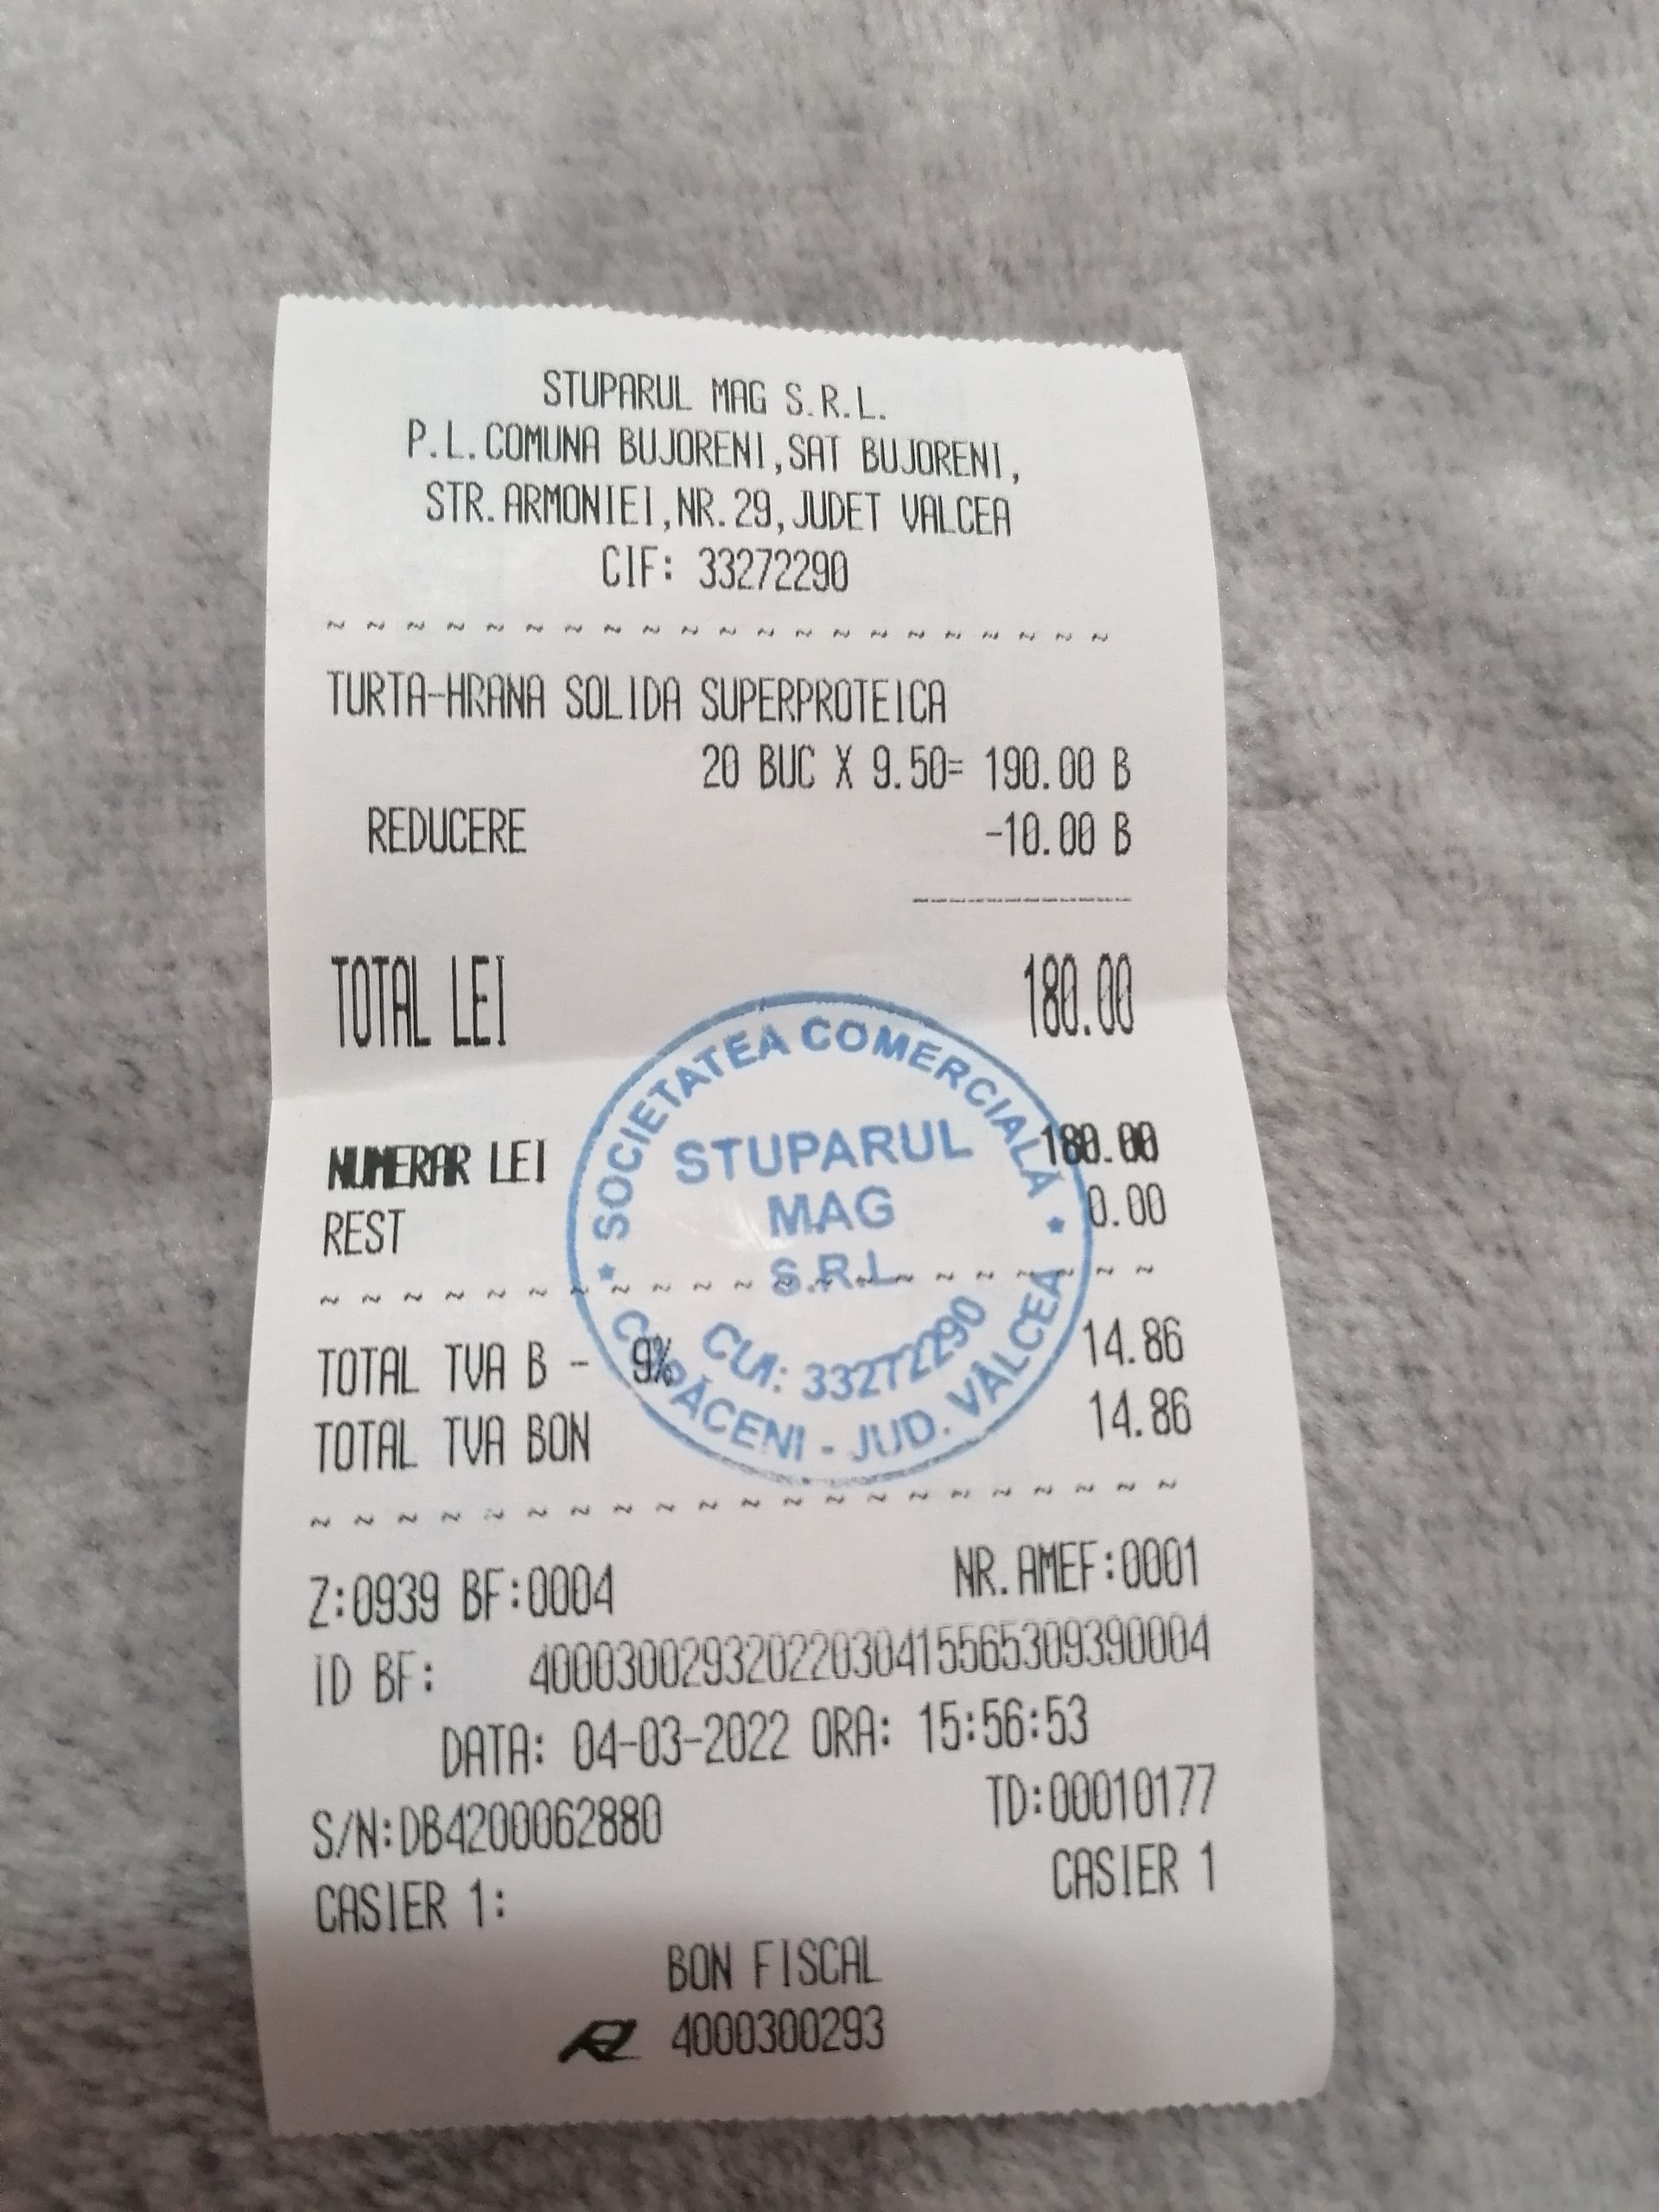 STUPARUL MAG S.R.L.
P.L.COMUNA BUJORENI,SAT BUJORENI,
STR.ARMONIEI,NR.29,JUDET VALCEA
CIF: 33272290
~ ~ ~ ~ ~ ~ ~ ~ ~ ~ ~ ~ ~ ~ ~ ~ ~ ~ ~ ~
TURTA-HRANA SOLIDA SUPERPROTEICA
20 BUC X 9.50= 190.00 B
REDUCERE -10.00 B
-----------
TOTAL LEI 180.00
NUMERAR LEI 180.00
REST 0.00
~ ~ ~ ~ ~ ~ ~ ~ ~ ~ ~ ~ ~ ~ ~ ~ ~ ~ ~ ~
SOCIETATEA COMERCIALĂ
STUPARUL
MAG
S.R.L
CUI: 33272290
JUD. VÂLCEA
TOTAL TVA B - 9% 14.86
TOTAL TVA BON 14.86
~ ~ ~ ~ ~ ~ ~ ~ ~ ~ ~ ~ ~ ~ ~ ~ ~ ~ ~ ~
Z:0939 BF:0004 NR.AMEF:0001
ID BF: 40003002932022030415565309390004
DATA: 04-03-2022 ORA: 15:56:53
S/N:DB4200062880 TD:00010177
CASIER 1: CASIER 1
BON FISCAL
4000300293